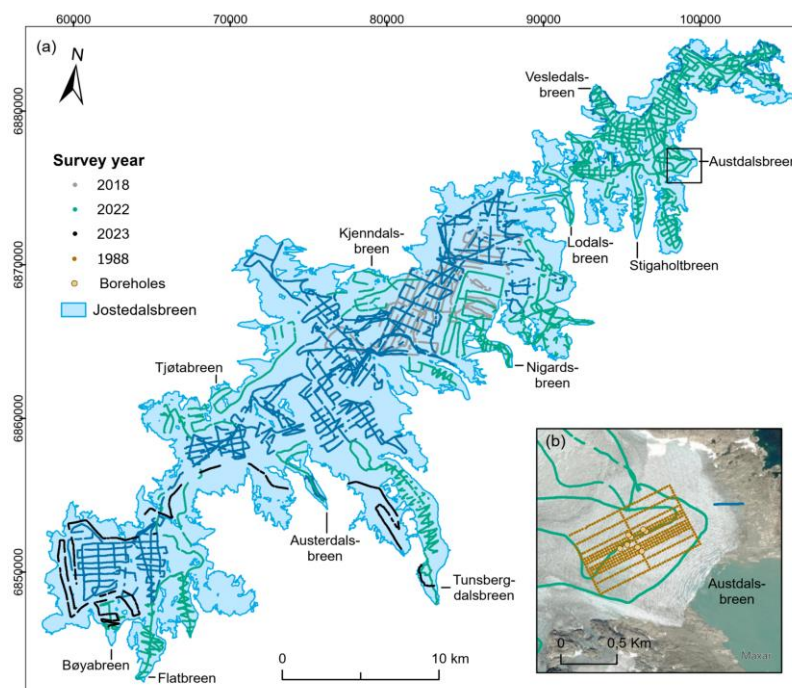 60000 70000 80000 90000 100000
(a)
N
6880000
6870000
6860000
6850000
Survey year
2018
2022
2023
1988
Boreholes
Jostedalsbreen
Vesledals-
breen
Austdalsbreen
Lodals-
breen
Stigaholtbreen
Kjenndals-
breen
Nigards-
breen
Tjøtabreen
Austerdals-
breen
Tunsberg-
dalsbreen
Bøyabreen
Flatbreen
0 10 km
(b)
Austdals-
breen
0 0,5 Km
Maxar